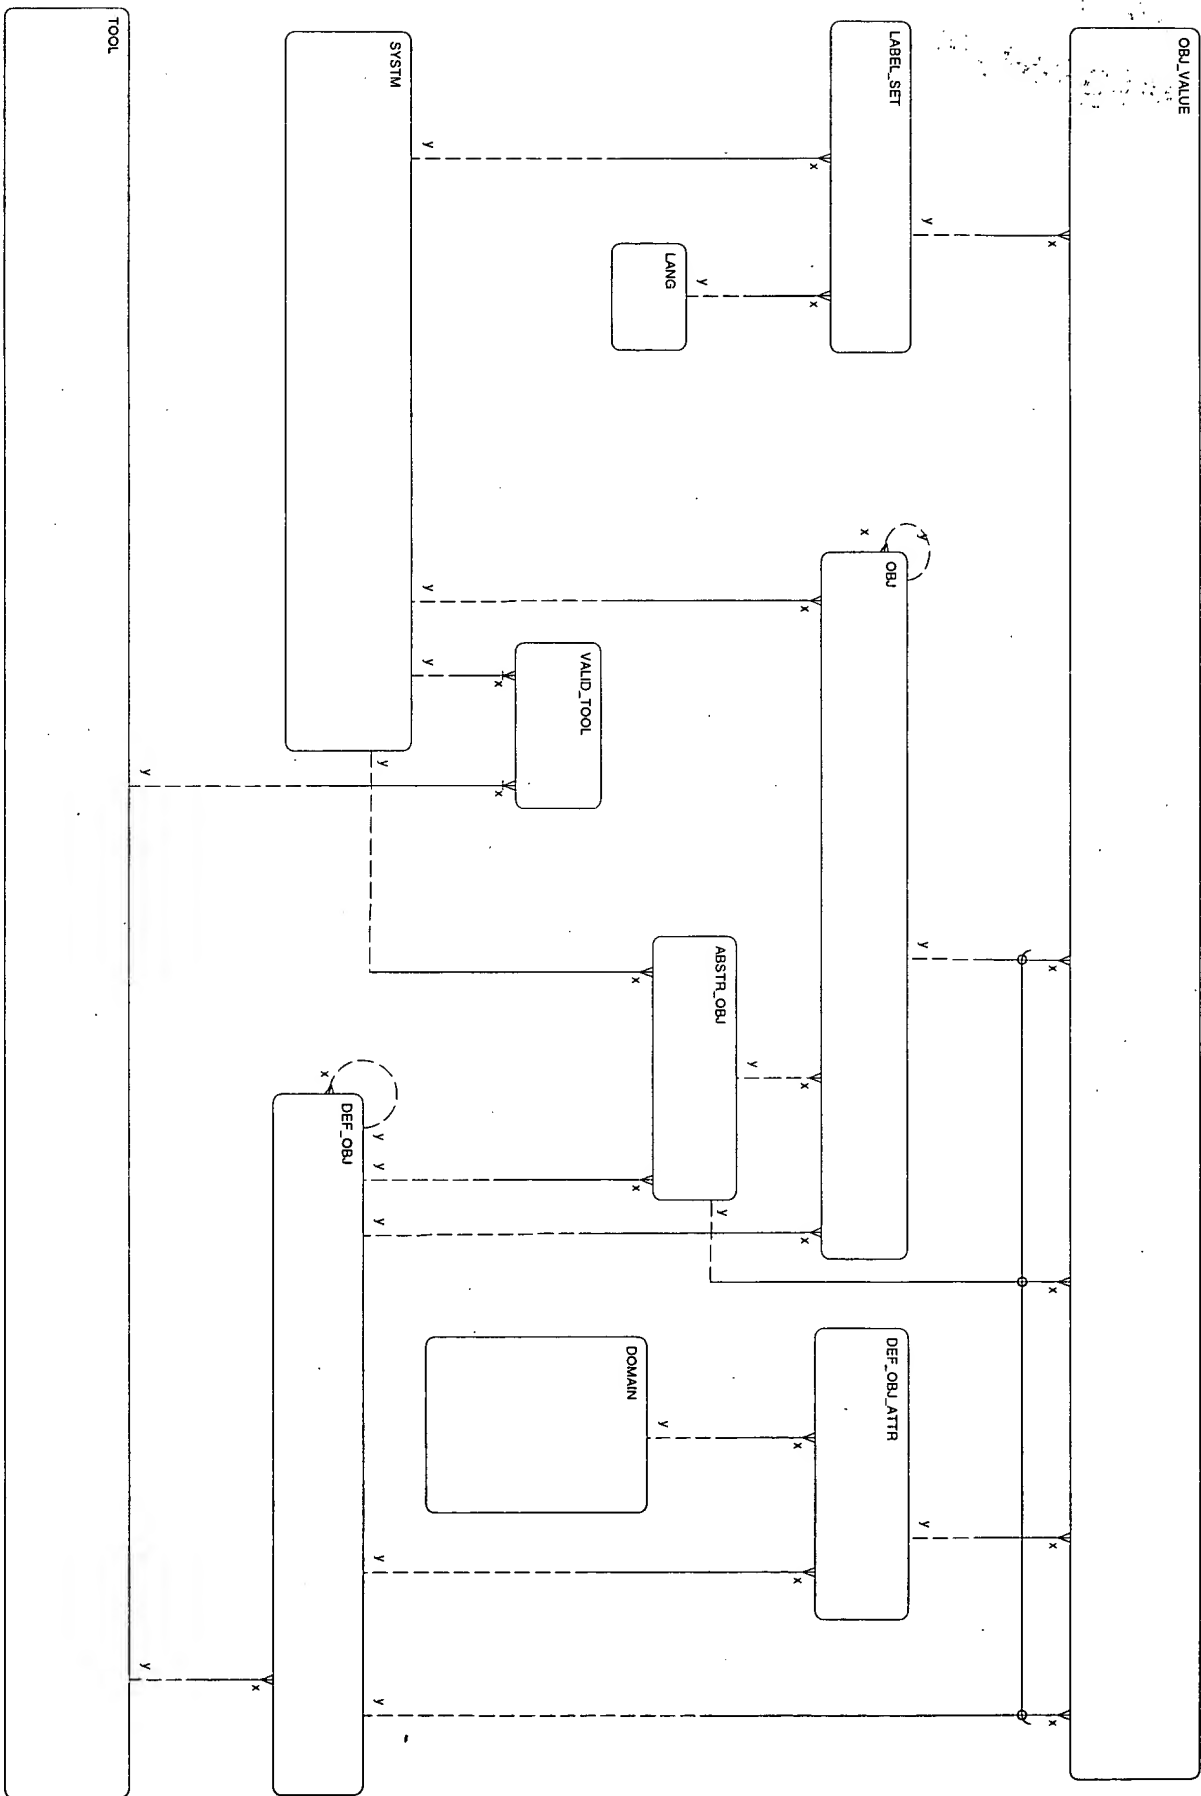 OBJ_VALUE
x
x
x
x
x
y
y
y
y
LABEL_SET
OBJ
DEF_OBJ_ATTR
x
x
x
x
x
x
x
x
y
y
y
y
ABSTR_OBJ
DOMAIN
LANG
x
x
VALID_TOOL
x
x
SYSTM
y
y
y
y
DEF_OBJ
x
y
y
y
y
y
x
TOOL
y
y